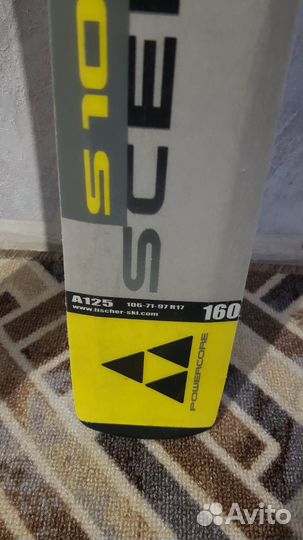 S10
SCE
A125 106-71-97 R17 160
www.fischer-ski.com
POWERCORE
Avito